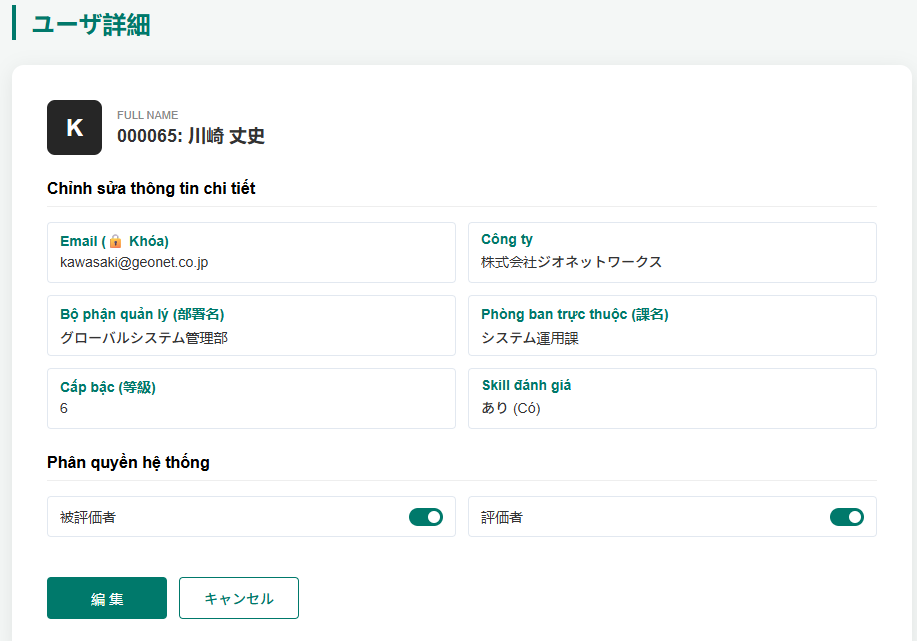 ユーザ詳細
K
FULL NAME
000065: 川崎 丈史
Chỉnh sửa thông tin chi tiết
Email (🔒 Khóa)
kawasaki@geonet.co.jp
Công ty
株式会社ジオネットワークス
Bộ phận quản lý (部署名)
グローバルシステム管理部
Phòng ban trực thuộc (課名)
システム運用課
Cấp bậc (等級)
6
Skill đánh giá
あり (Có)
Phân quyền hệ thống
被評価者
評価者
編 集
キャンセル